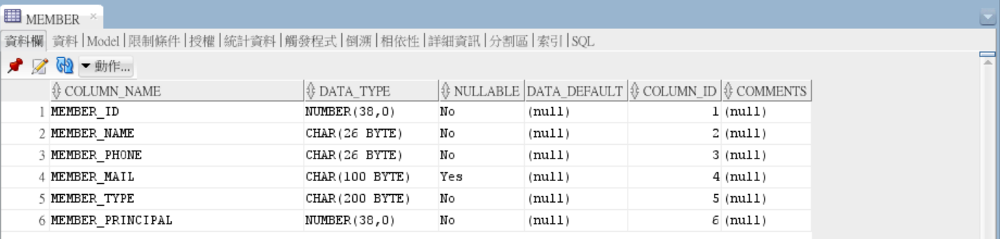 MEMBER ×
資料欄 資料 | Model | 限制條件 | 授權 | 統計資料 | 觸發程式 | 倒溯 | 相依性 | 詳細資訊 | 分割區 | 索引 | SQL
動作...
COLUMN_NAME DATA_TYPE NULLABLE DATA_DEFAULT COLUMN_ID COMMENTS
1 MEMBER_ID NUMBER(38,0) No (null) 1 (null)
2 MEMBER_NAME CHAR(26 BYTE) No (null) 2 (null)
3 MEMBER_PHONE CHAR(26 BYTE) No (null) 3 (null)
4 MEMBER_MAIL CHAR(100 BYTE) Yes (null) 4 (null)
5 MEMBER_TYPE CHAR(200 BYTE) No (null) 5 (null)
6 MEMBER_PRINCIPAL NUMBER(38,0) No (null) 6 (null)